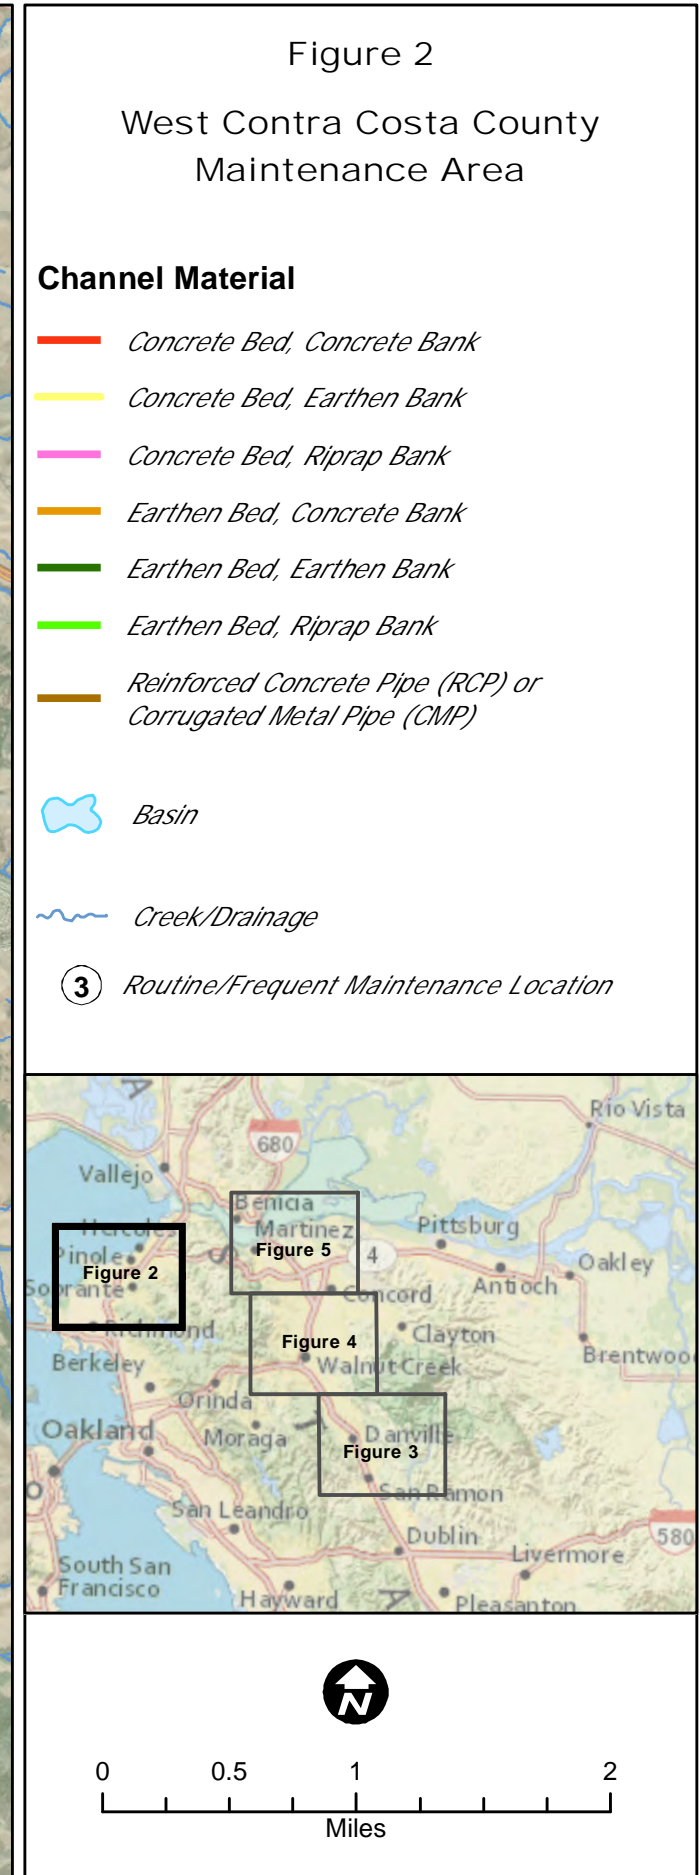 Figure 2
West Contra Costa County
Maintenance Area
Channel Material
Concrete Bed, Concrete Bank
Concrete Bed, Earthen Bank
Concrete Bed, Riprap Bank
Earthen Bed, Concrete Bank
Earthen Bed, Earthen Bank
Earthen Bed, Riprap Bank
Reinforced Concrete Pipe (RCP) or
Corrugated Metal Pipe (CMP)
Basin
Creek/Drainage
3 Routine/Frequent Maintenance Location
Rio Vista
680
Vallejo
Benicia
Hercules
Martinez
Pittsburg
Pinole
Figure 5
4
Oakley
Figure 2
Sobrante
Antioch
Concord
Richmond
Clayton
Figure 4
Brentwoo
Berkeley
Walnut Creek
Orinda
Oakland
Moraga
Danville
Figure 3
San Ramon
San Leandro
580
Dublin
Livermore
South San
Francisco
Hayward
Pleasanton
N
0 0.5 1 2
Miles